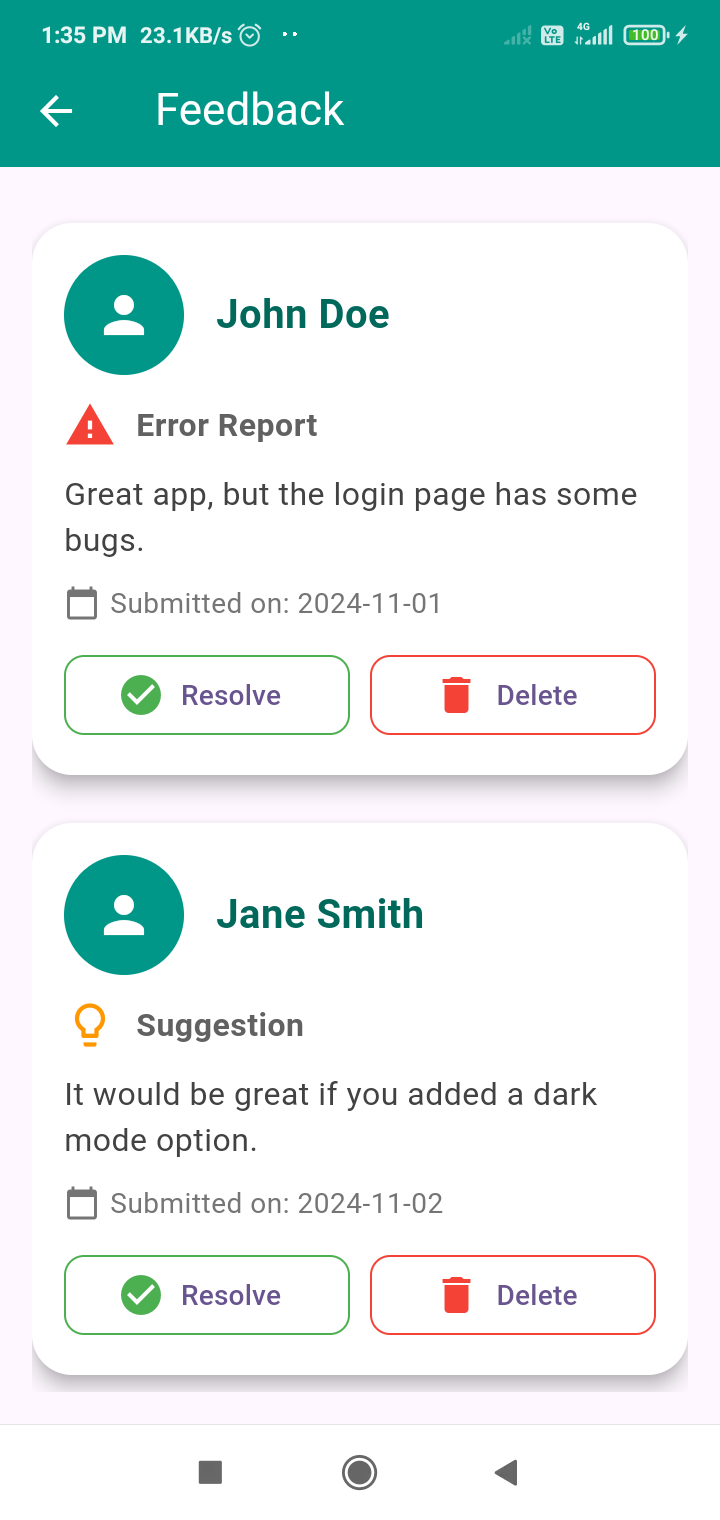 1:35 PM 23.1KB/s
Vo LTE 4G 100
Feedback
John Doe
Error Report
Great app, but the login page has some
bugs.
Submitted on: 2024-11-01
Resolve Delete
Jane Smith
Suggestion
It would be great if you added a dark
mode option.
Submitted on: 2024-11-02
Resolve Delete